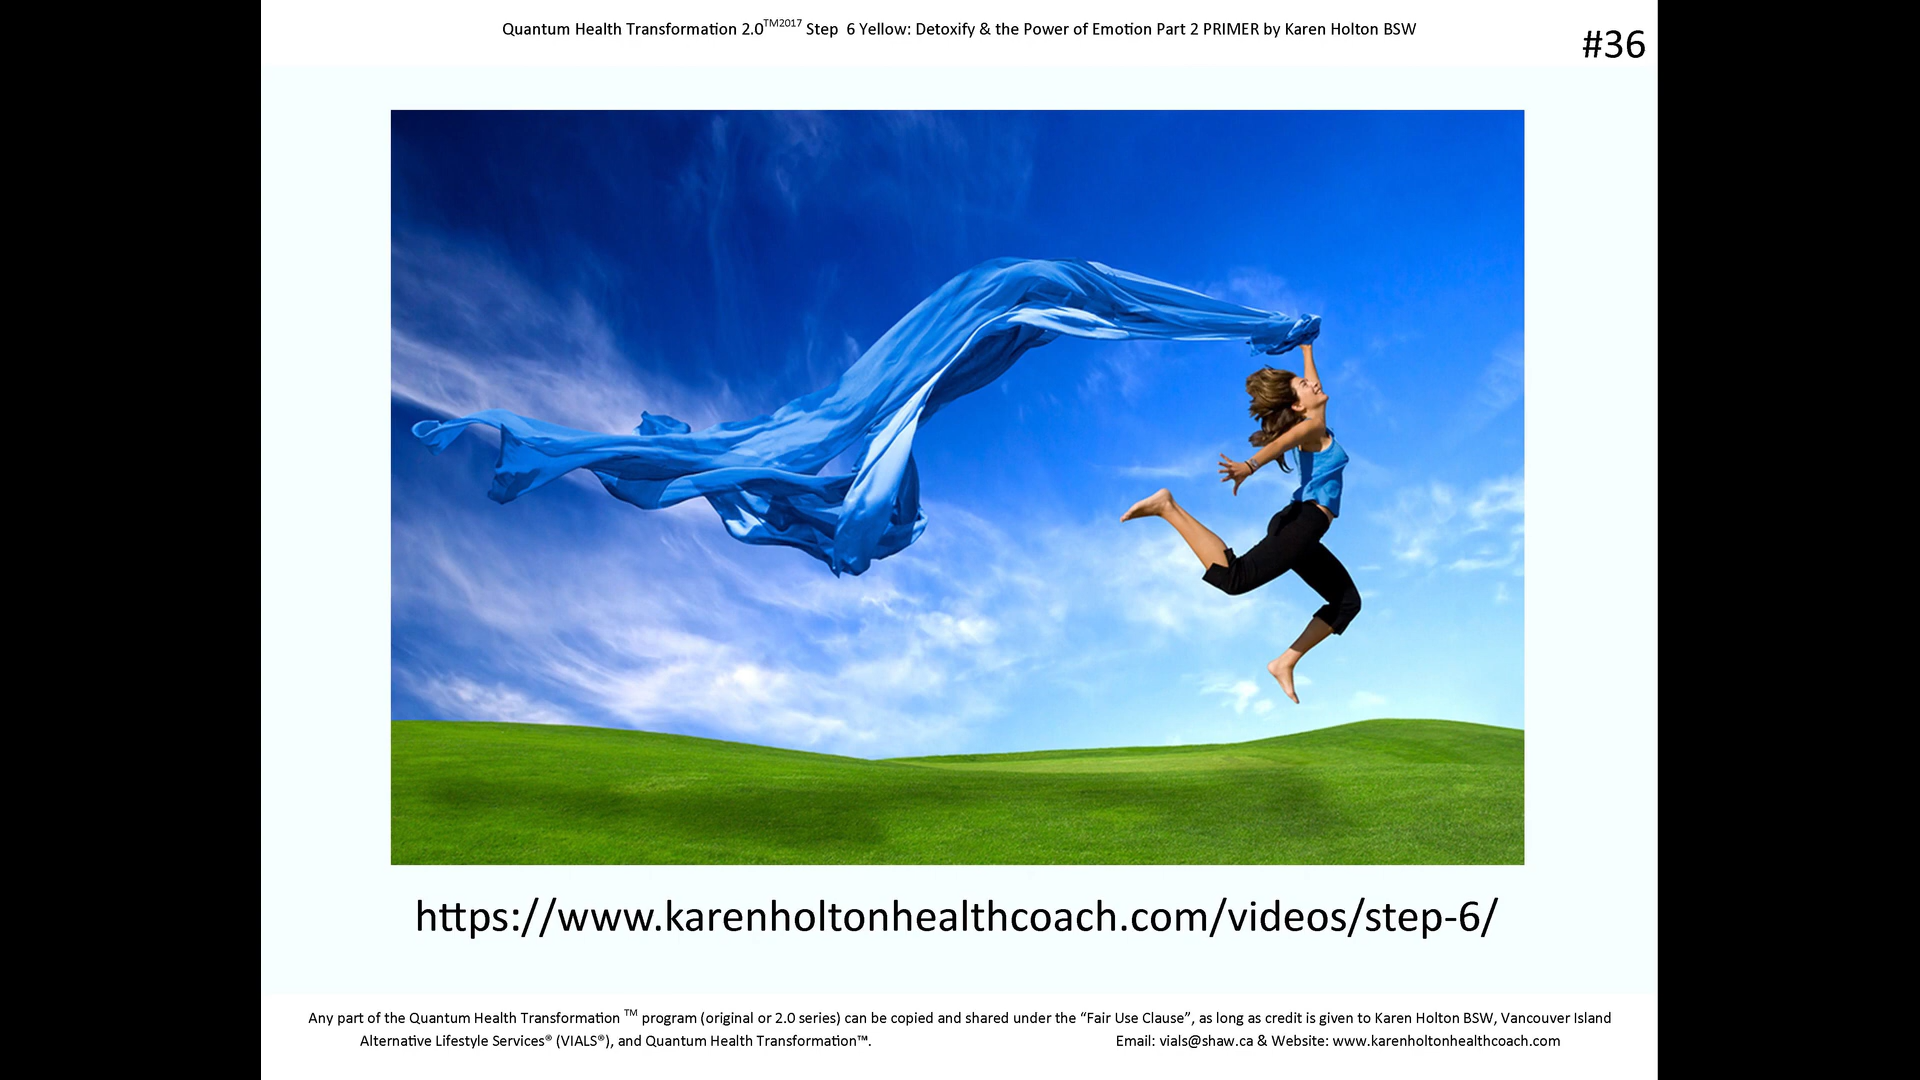 Quantum Health Transformation 2.0TM2017 Step  6 Yellow: Detoxify & the Power of Emotion Part 2 PRIMER by Karen Holton BSW
#36
https://www.karenholtonhealthcoach.com/videos/step-6/
Any part of the Quantum Health Transformation TM program (original or 2.0 series) can be copied and shared under the “Fair Use Clause”, as long as credit is given to Karen Holton BSW, Vancouver Island
Alternative Lifestyle Services® (VIALS®), and Quantum Health Transformation™. Email: vials@shaw.ca & Website: www.karenholtonhealthcoach.com